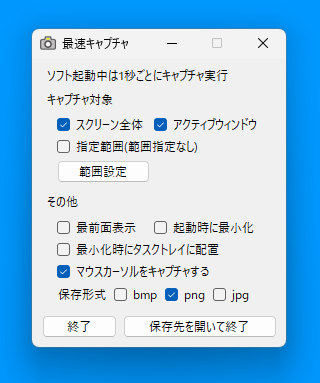 最速キャプチャ
ソフト起動中は1秒ごとにキャプチャ実行
キャプチャ対象
スクリーン全体 アクティブウィンドウ
指定範囲(範囲指定なし)
範囲設定
その他
最前面表示 起動時に最小化
最小化時にタスクトレイに配置
マウスカーソルをキャプチャする
保存形式 bmp png jpg
終了 保存先を開いて終了